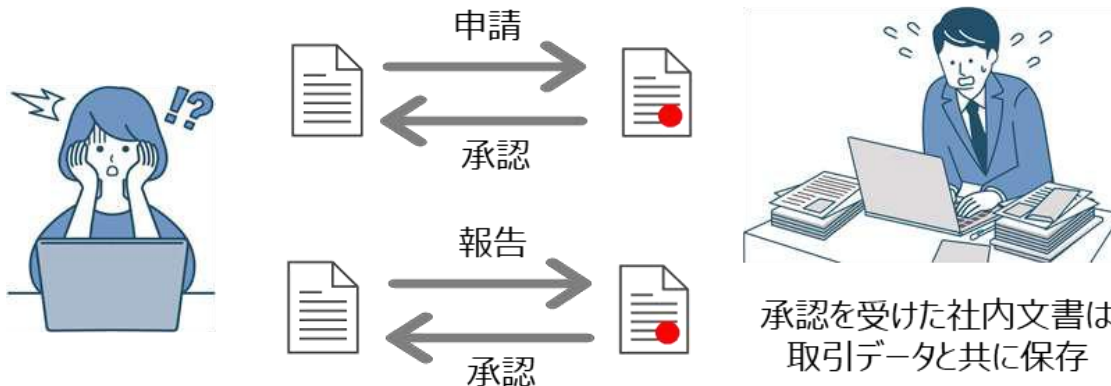 申請
承認
!?
報告
承認
承認を受けた社内文書は
取引データと共に保存